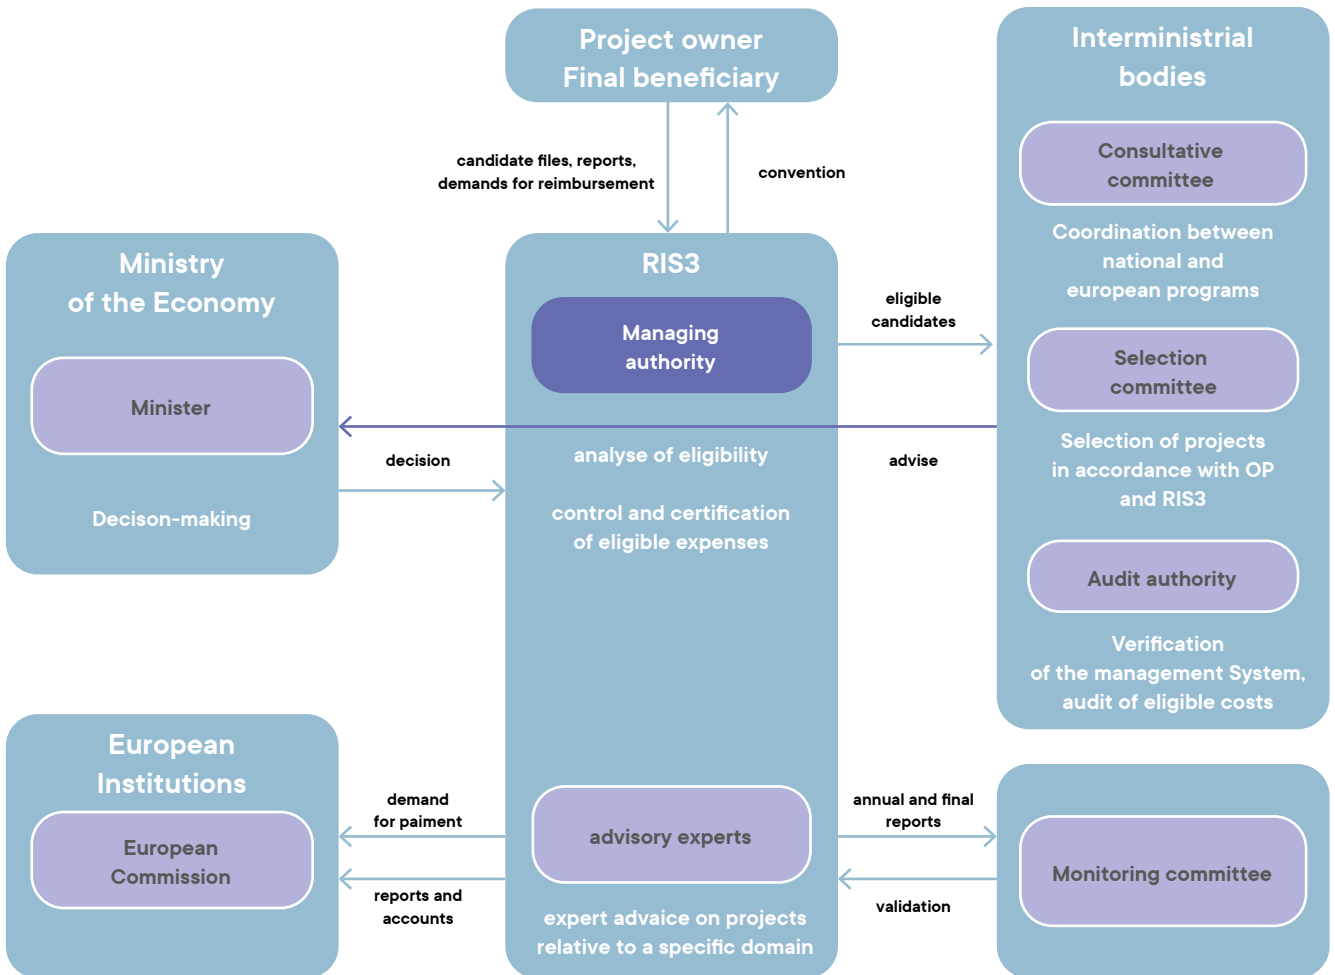 Project owner
Final beneficiary
candidate files, reports,
demands for reimbursement
convention
Ministry
of the Economy
Minister
Decison-making
decision
RIS3
Managing
authority
analyse of eligibility
control and certification
of eligible expenses
advisory experts
expert advaice on projects
relative to a specific domain
eligible
candidates
advise
Interministrial
bodies
Consultative
committee
Coordination between
national and
european programs
Selection
committee
Selection of projects
in accordance with OP
and RIS3
Audit authority
Verification
of the management System,
audit of eligible costs
European
Institutions
European
Commission
demand
for paiment
reports and
accounts
annual and final
reports
validation
Monitoring committee